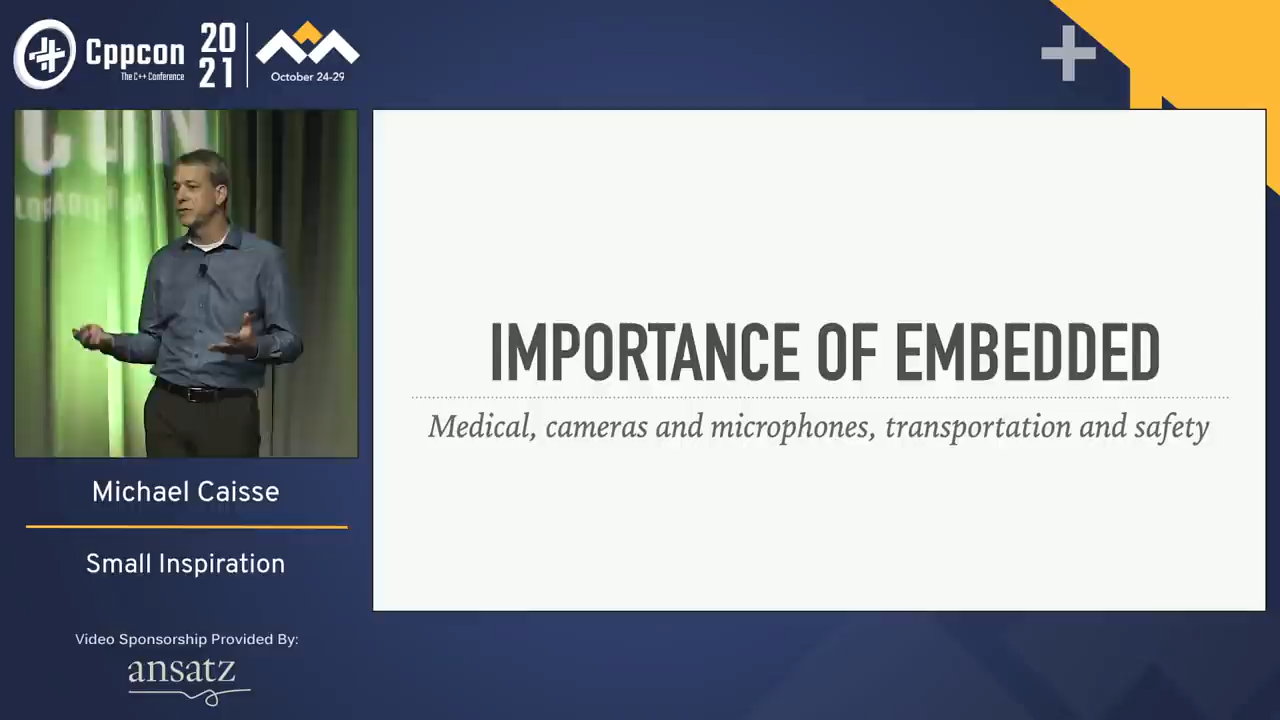 Cppcon
The C++ Conference
20
21
October 24-29
IMPORTANCE OF EMBEDDED
Medical, cameras and microphones, transportation and safety
Michael Caisse
Small Inspiration
Video Sponsorship Provided By:
ansatz